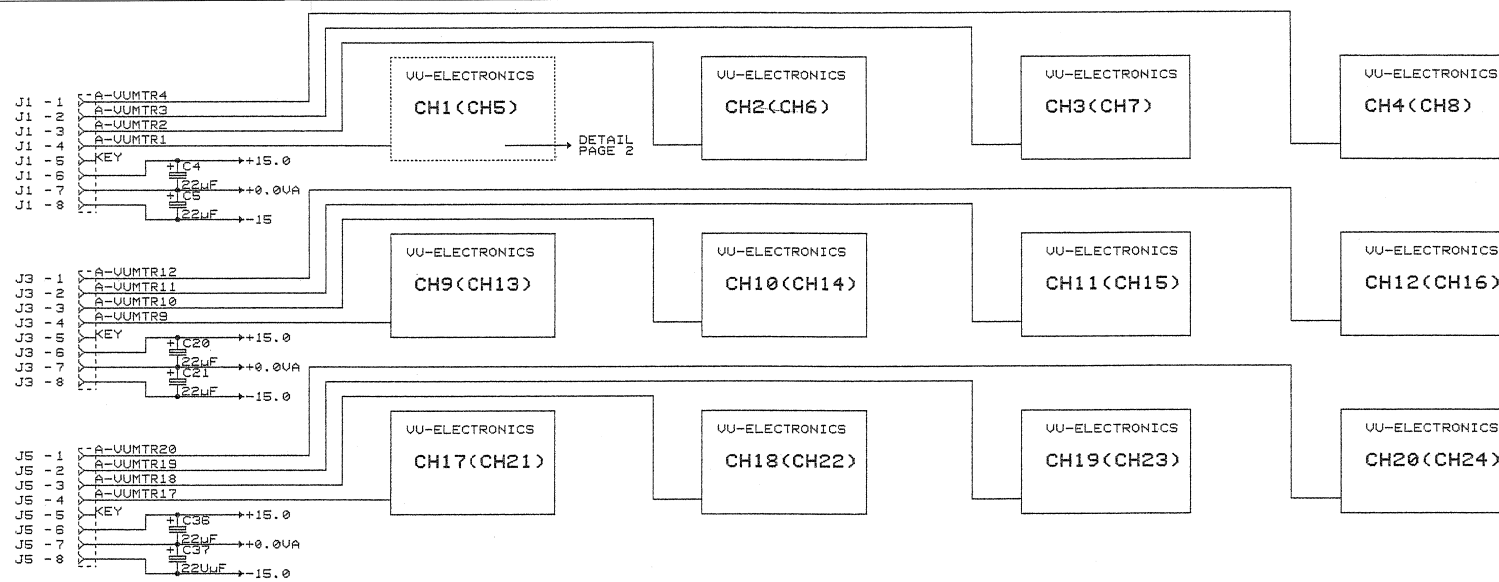 VU-ELECTRONICS VU-ELECTRONICS VU-ELECTRONICS VU-ELECTRONICS
CH1(CH5) CH2(CH6) CH3(CH7) CH4(CH8)
J1 -1 A-VUMTR4
J1 -2 A-VUMTR3
J1 -3 A-VUMTR2
J1 -4 A-VUMTR1
DETAIL
PAGE 2
J1 -5 KEY +15.0
J1 -6 + C4
22µF
J1 -7 +0.0VA
+ C5
J1 -8 22µF
-15
VU-ELECTRONICS VU-ELECTRONICS VU-ELECTRONICS VU-ELECTRONICS
CH9(CH13) CH10(CH14) CH11(CH15) CH12(CH16)
J3 -1 A-VUMTR12
J3 -2 A-VUMTR11
J3 -3 A-VUMTR10
J3 -4 A-VUMTR9
J3 -5 KEY +15.0
J3 -6 + C20
22µF
J3 -7 +0.0VA
+ C21
J3 -8 22µF
-15.0
VU-ELECTRONICS VU-ELECTRONICS VU-ELECTRONICS VU-ELECTRONICS
CH17(CH21) CH18(CH22) CH19(CH23) CH20(CH24)
J5 -1 A-VUMTR20
J5 -2 A-VUMTR19
J5 -3 A-VUMTR18
J5 -4 A-VUMTR17
J5 -5 KEY +15.0
J5 -6 + C36
22µF
J5 -7 +0.0VA
+ C37
J5 -8 22UµF
-15.0